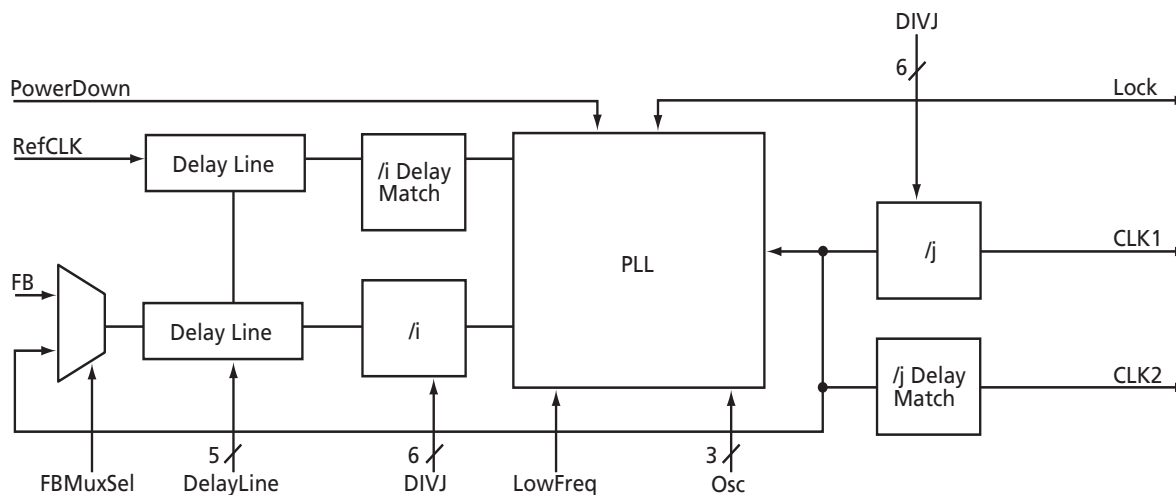 DIVJ
6
PowerDown
Lock
RefCLK
Delay Line
/i Delay
Match
PLL
/j
CLK1
FB
Delay Line
/i
/j Delay
Match
CLK2
5
6
3
FBMuxSel
DelayLine
DIVJ
LowFreq
Osc